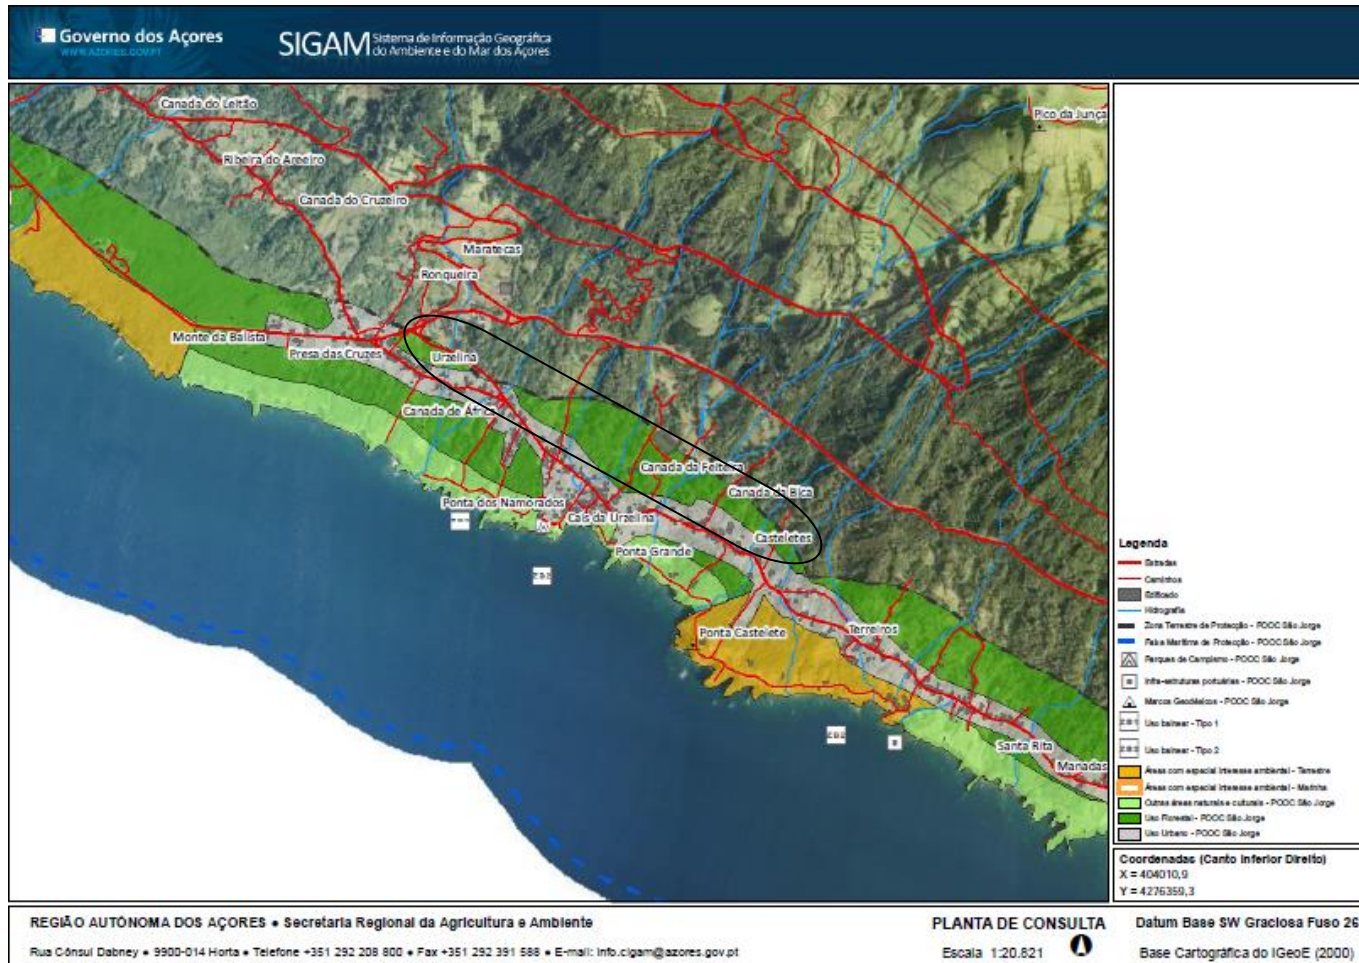 Governo dos Açores
WWW.AZORES.GOV.PT
SIGAM
Sistema de Informação Geográfica
do Ambiente e do Mar dos Açores
Canada do Leitão
Pico da Junça
Ribeira do Areeiro
Canada do Cruzeiro
Maratecas
Ronqueira
Monte da Balista
Presa das Cruzes
Urzelina
Canada de África
Canada da Feiteira
Canada da Bica
Ponta dos Namorados
Cais da Urzelina
Casteletes
Ponta Grande
Ponta Castelete
Terreiros
Santa Rita
Manadas
ZB2
ZB2
Legenda
Estradas
Caminhos
Edificado
Hidrografia
Zona Terrestre de Protecção - POOC São Jorge
Faixa Marítima de Protecção - POOC São Jorge
Parques de Campismo - POOC São Jorge
Infra-estruturas portuárias - POOC São Jorge
Marcos Geodésicos - POOC São Jorge
ZB1 Uso balnear - Tipo 1
ZB2 Uso balnear - Tipo 2
Áreas com especial interesse ambiental - Terrestre
Áreas com especial interesse ambiental - Marinha
Outras áreas naturais e culturais - POOC São Jorge
Uso Florestal - POOC São Jorge
Uso Urbano - POOC São Jorge
Coordenadas (Canto Inferior Direito)
X = 404010,9
Y = 4276359,3
REGIÃO AUTÓNOMA DOS AÇORES • Secretaria Regional da Agricultura e Ambiente
Rua Cônsul Dabney • 9900-014 Horta • Telefone +351 292 208 800 • Fax +351 292 391 588 • E-mail: info.cigam@azores.gov.pt
PLANTA DE CONSULTA
Escala 1:20.821
Datum Base SW Graciosa Fuso 26
Base Cartográfica do IGeoE (2000)